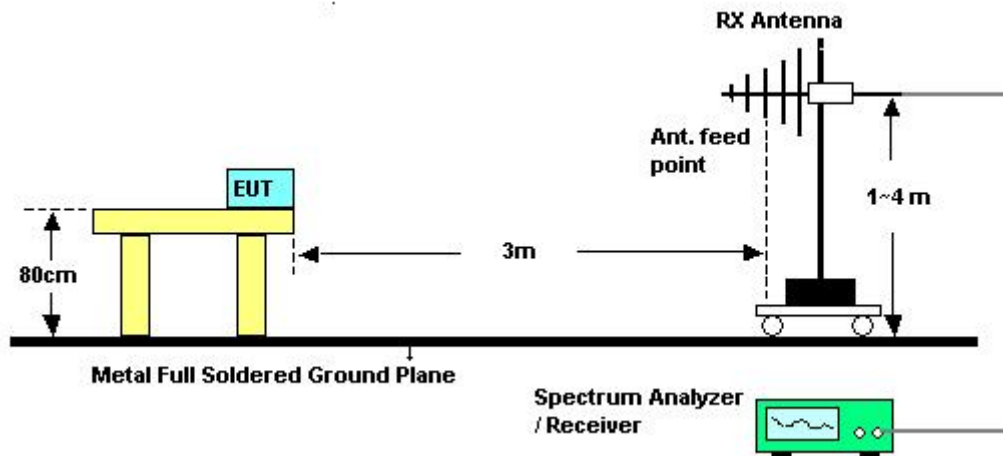 RX Antenna
Ant. feed
point
EUT
1~4 m
3m
80cm
Metal Full Soldered Ground Plane
Spectrum Analyzer
/ Receiver